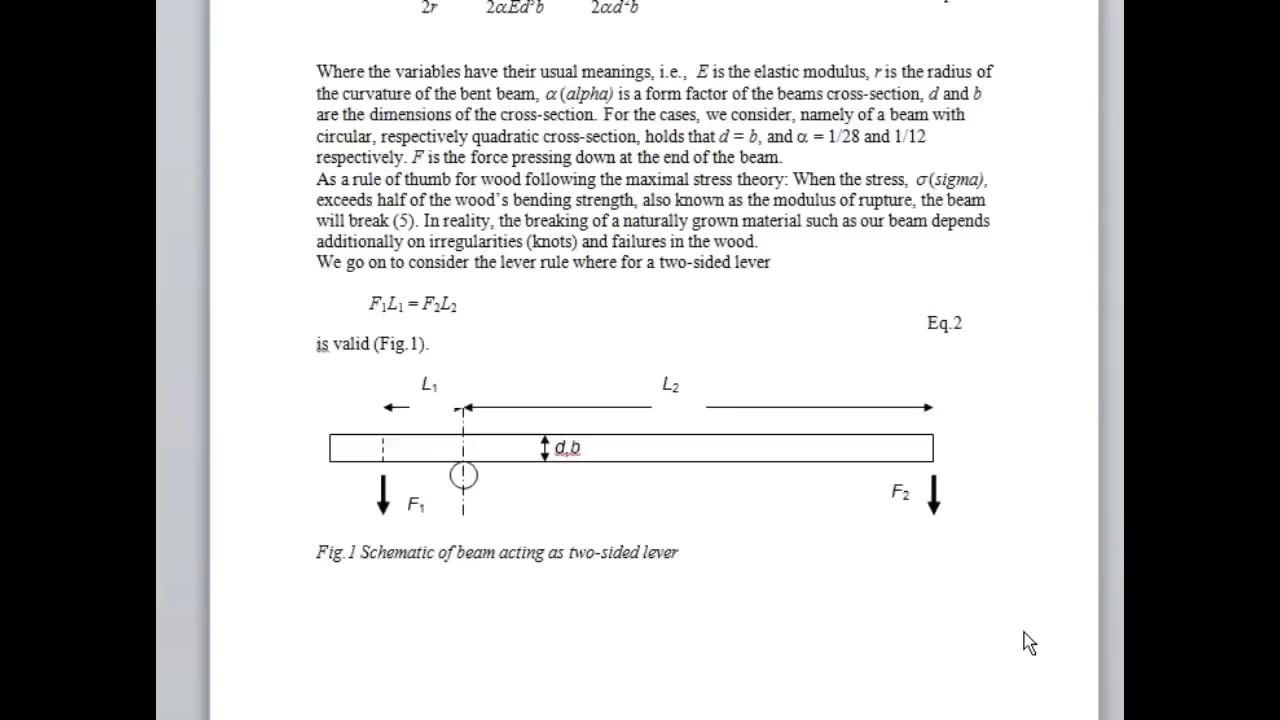 2r 2αEd³b 2αd²b
Where the variables have their usual meanings, i.e., E is the elastic modulus, r is the radius of
the curvature of the bent beam, α (alpha) is a form factor of the beams cross-section, d and b
are the dimensions of the cross-section. For the cases, we consider, namely of a beam with
circular, respectively quadratic cross-section, holds that d = b, and α = 1/28 and 1/12
respectively. F is the force pressing down at the end of the beam.
As a rule of thumb for wood following the maximal stress theory: When the stress, σ (sigma),
exceeds half of the wood's bending strength, also known as the modulus of rupture, the beam
will break (5). In reality, the breaking of a naturally grown material such as our beam depends
additionally on irregularities (knots) and failures in the wood.
We go on to consider the lever rule where for a two-sided lever
F₁L₁ = F₂L₂
Eq.2
is valid (Fig.1).
L₁ L₂
d,b
F₁ F₂
Fig.1 Schematic of beam acting as two-sided lever